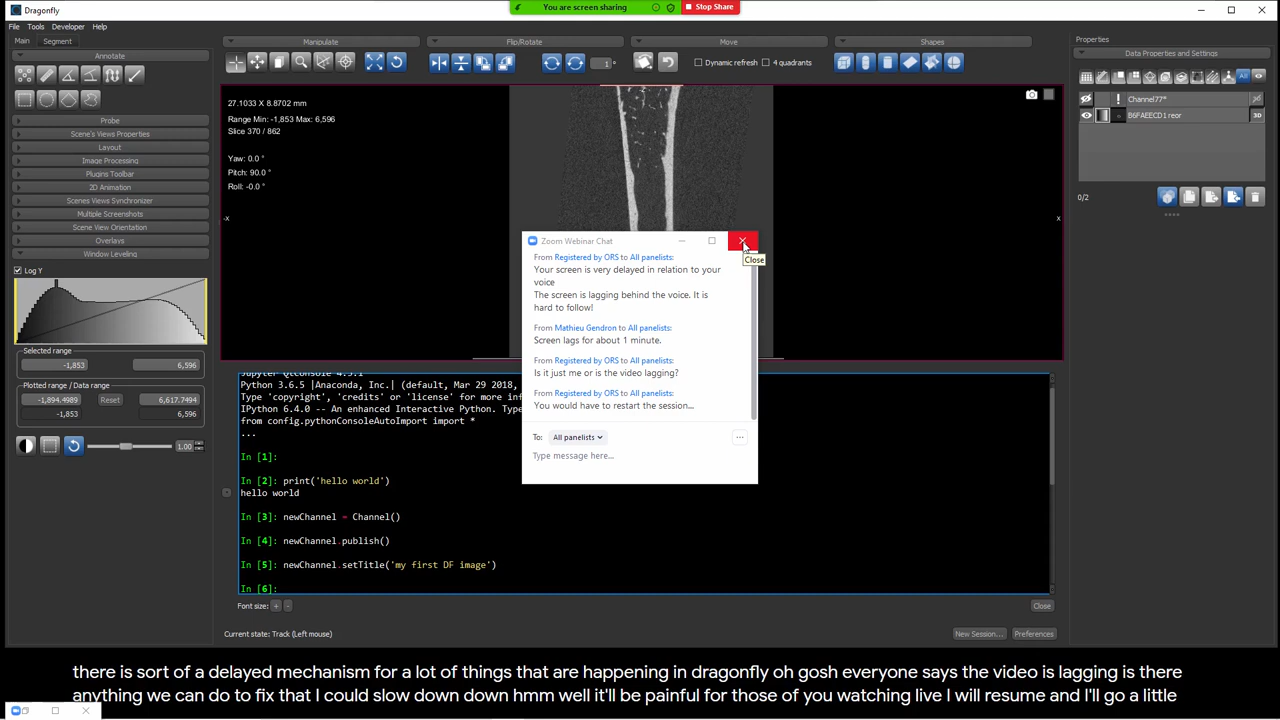 Dragonfly
You are screen sharing
Stop Share
File Tools Developer Help
Main Segment
Manipulate
Flip/Rotate
Move
Shapes
Properties
Annotate
Data Properties and Settings
1 °
Dynamic refresh
4 quadrants
All
Channel77*
B6FAEECD1 reor
3D
27.1033 X 8.8702 mm
Range Min: -1,853 Max: 6,596
Slice 370 / 862
Yaw: 0.0 °
Pitch: 90.0 °
Roll: -0.0 °
-X
x
0/2
Probe
Scene's Views Properties
Layout
Image Processing
Plugins Toolbar
2D Animation
Scenes Views Synchronizer
Multiple Screenshots
Scene View Orientation
Overlays
Window Leveling
Log Y
Selected range
-1,853
6,596
Plotted range / Data range
-1,894.4989
Reset
6,617.7494
-1,853
6,596
1.00
Zoom Webinar Chat
Close
From Registered by ORS to All panelists:
Your screen is very delayed in relation to your
voice
The screen is lagging behind the voice. It is
hard to follow!
From Mathieu Gendron to All panelists:
Screen lags for about 1 minute.
From Registered by ORS to All panelists:
Is it just me or is the video lagging?
From Registered by ORS to All panelists:
You would have to restart the session...
To: All panelists
...
Type message here...
Jupyter QtConsole 4.3.1
Python 3.6.5 |Anaconda, Inc.| (default, Mar 29 2018,
Type 'copyright', 'credits' or 'license' for more inf
IPython 6.4.0 -- An enhanced Interactive Python. Typ
from config.pythonConsoleAutoImport import *
...
In [1]:
In [2]: print('hello world')
hello world
In [3]: newChannel = Channel()
In [4]: newChannel.publish()
In [5]: newChannel.setTitle('my first DF image')
In [6]:
Font size: + -
Close
Current state: Track (Left mouse)
New Session...
Preferences
there is sort of a delayed mechanism for a lot of things that are happening in dragonfly oh gosh everyone says the video is lagging is there
anything we can do to fix that I could slow down down hmm well it'll be painful for those of you watching live I will resume and I'll go a little